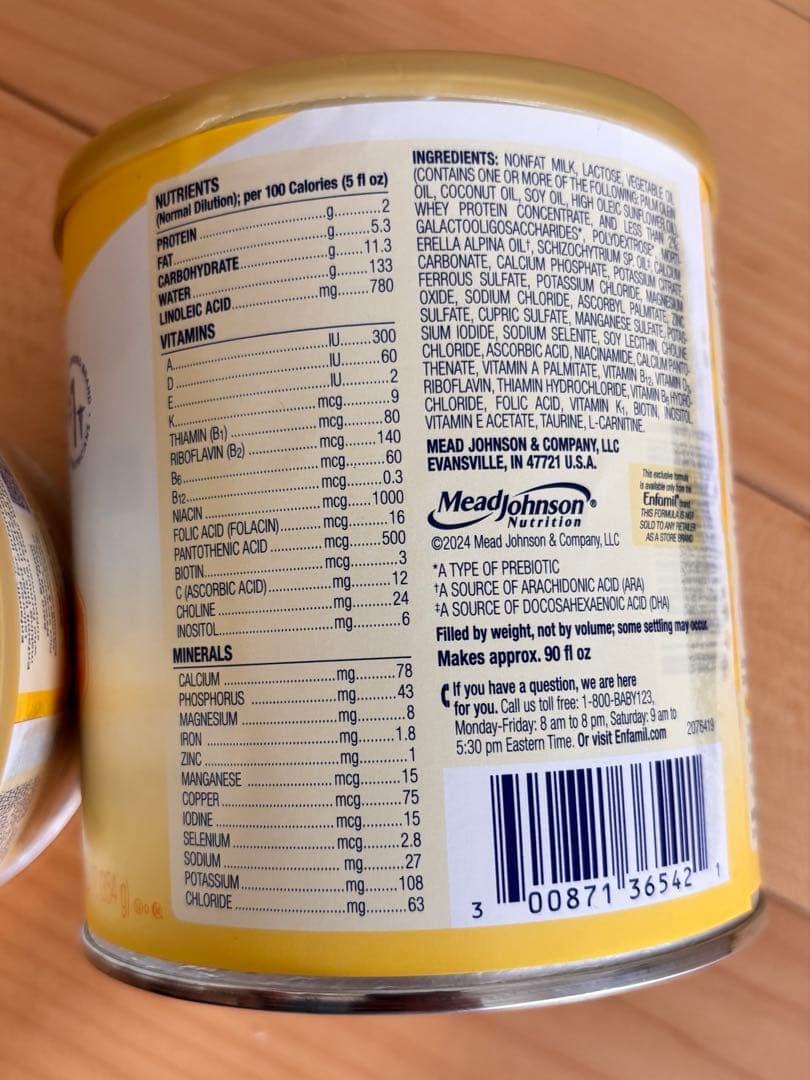 NUTRIENTS
(Normal Dilution); per 100 Calories (5 fl oz)
PROTEIN g 2
FAT g 5.3
CARBOHYDRATE g 11.3
WATER g 133
LINOLEIC ACID mg 780
VITAMINS
A IU 300
D IU 60
E IU 2
K mcg 9
THIAMIN (B1) mcg 80
RIBOFLAVIN (B2) mcg 140
B6 mcg 60
B12 mcg 0.3
NIACIN mcg 1000
FOLIC ACID (FOLACIN) mcg 16
PANTOTHENIC ACID mcg 500
BIOTIN mcg 3
C (ASCORBIC ACID) mg 12
CHOLINE mg 24
INOSITOL mg 6
MINERALS
CALCIUM mg 78
PHOSPHORUS mg 43
MAGNESIUM mg 8
IRON mg 1.8
ZINC mg 1
MANGANESE mcg 15
COPPER mcg 75
IODINE mcg 15
SELENIUM mcg 2.8
SODIUM mg 27
POTASSIUM mg 108
CHLORIDE mg 63
INGREDIENTS: NONFAT MILK, LACTOSE, VEGETABLE OIL
(CONTAINS ONE OR MORE OF THE FOLLOWING: PALM OLEIN
OIL, COCONUT OIL, SOY OIL, HIGH OLEIC SUNFLOWER OIL),
WHEY PROTEIN CONCENTRATE, AND LESS THAN 2%:
GALACTOOLIGOSACCHARIDES*, POLYDEXTROSE*, MORTI-
ERELLA ALPINA OIL†, SCHIZOCHYTRIUM SP. OIL‡, CALCIUM
CARBONATE, CALCIUM PHOSPHATE, POTASSIUM CITRATE,
FERROUS SULFATE, POTASSIUM CHLORIDE, MAGNESIUM
OXIDE, SODIUM CHLORIDE, ASCORBYL PALMITATE, ZINC
SULFATE, CUPRIC SULFATE, MANGANESE SULFATE, POTAS-
SIUM IODIDE, SODIUM SELENITE, SOY LECITHIN, CHOLINE
CHLORIDE, ASCORBIC ACID, NIACINAMIDE, CALCIUM PANTO-
THENATE, VITAMIN A PALMITATE, VITAMIN B12, VITAMIN D3,
RIBOFLAVIN, THIAMIN HYDROCHLORIDE, VITAMIN B6 HYDRO-
CHLORIDE, FOLIC ACID, VITAMIN K1, BIOTIN, INOSITOL,
VITAMIN E ACETATE, TAURINE, L-CARNITINE.
MEAD JOHNSON & COMPANY, LLC
EVANSVILLE, IN 47721 U.S.A.
MeadJohnson®
Nutrition
This exclusive formula
is available only from the
Enfamil brand
THIS FORMULA IS NOT
SOLD TO ANY RETAILER
AS A STORE BRAND
©2024 Mead Johnson & Company, LLC
*A TYPE OF PREBIOTIC
†A SOURCE OF ARACHIDONIC ACID (ARA)
‡A SOURCE OF DOCOSAHEXAENOIC ACID (DHA)
Filled by weight, not by volume; some settling may occur.
Makes approx. 90 fl oz
If you have a question, we are here
for you. Call us toll free: 1-800-BABY123,
Monday-Friday: 8 am to 8 pm, Saturday: 9 am to
5:30 pm Eastern Time. Or visit Enfamil.com
2076419
3 00871 36542 1